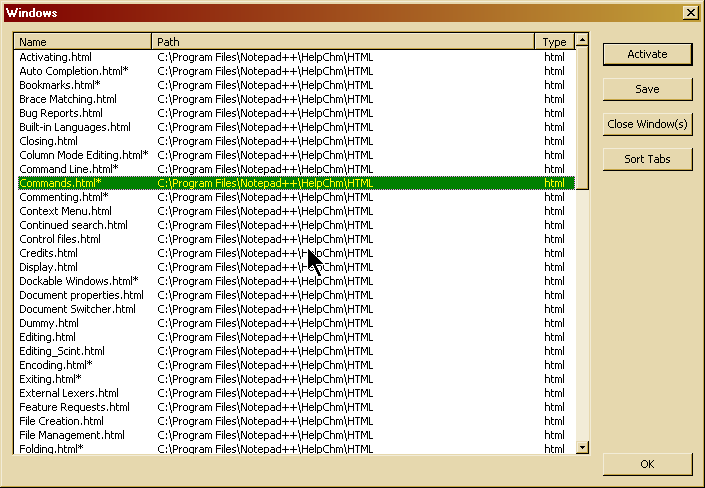 Windows
Name Path Type
Activating.html C:\Program Files\Notepad++\HelpChm\HTML html
Auto Completion.html* C:\Program Files\Notepad++\HelpChm\HTML html
Bookmarks.html* C:\Program Files\Notepad++\HelpChm\HTML html
Brace Matching.html C:\Program Files\Notepad++\HelpChm\HTML html
Bug Reports.html C:\Program Files\Notepad++\HelpChm\HTML html
Built-in Languages.html C:\Program Files\Notepad++\HelpChm\HTML html
Closing.html C:\Program Files\Notepad++\HelpChm\HTML html
Column Mode Editing.html* C:\Program Files\Notepad++\HelpChm\HTML html
Command Line.html* C:\Program Files\Notepad++\HelpChm\HTML html
Commands.html* C:\Program Files\Notepad++\HelpChm\HTML html
Commenting.html* C:\Program Files\Notepad++\HelpChm\HTML html
Context Menu.html C:\Program Files\Notepad++\HelpChm\HTML html
Continued search.html C:\Program Files\Notepad++\HelpChm\HTML html
Control files.html C:\Program Files\Notepad++\HelpChm\HTML html
Credits.html C:\Program Files\Notepad++\HelpChm\HTML html
Display.html C:\Program Files\Notepad++\HelpChm\HTML html
Dockable Windows.html* C:\Program Files\Notepad++\HelpChm\HTML html
Document properties.html C:\Program Files\Notepad++\HelpChm\HTML html
Document Switcher.html C:\Program Files\Notepad++\HelpChm\HTML html
Dummy.html C:\Program Files\Notepad++\HelpChm\HTML html
Editing.html C:\Program Files\Notepad++\HelpChm\HTML html
Editing_Scint.html C:\Program Files\Notepad++\HelpChm\HTML html
Encoding.html* C:\Program Files\Notepad++\HelpChm\HTML html
Exiting.html* C:\Program Files\Notepad++\HelpChm\HTML html
External Lexers.html C:\Program Files\Notepad++\HelpChm\HTML html
Feature Requests.html C:\Program Files\Notepad++\HelpChm\HTML html
File Creation.html C:\Program Files\Notepad++\HelpChm\HTML html
File Management.html C:\Program Files\Notepad++\HelpChm\HTML html
Folding.html* C:\Program Files\Notepad++\HelpChm\HTML html
Activate
Save
Close Window(s)
Sort Tabs
OK